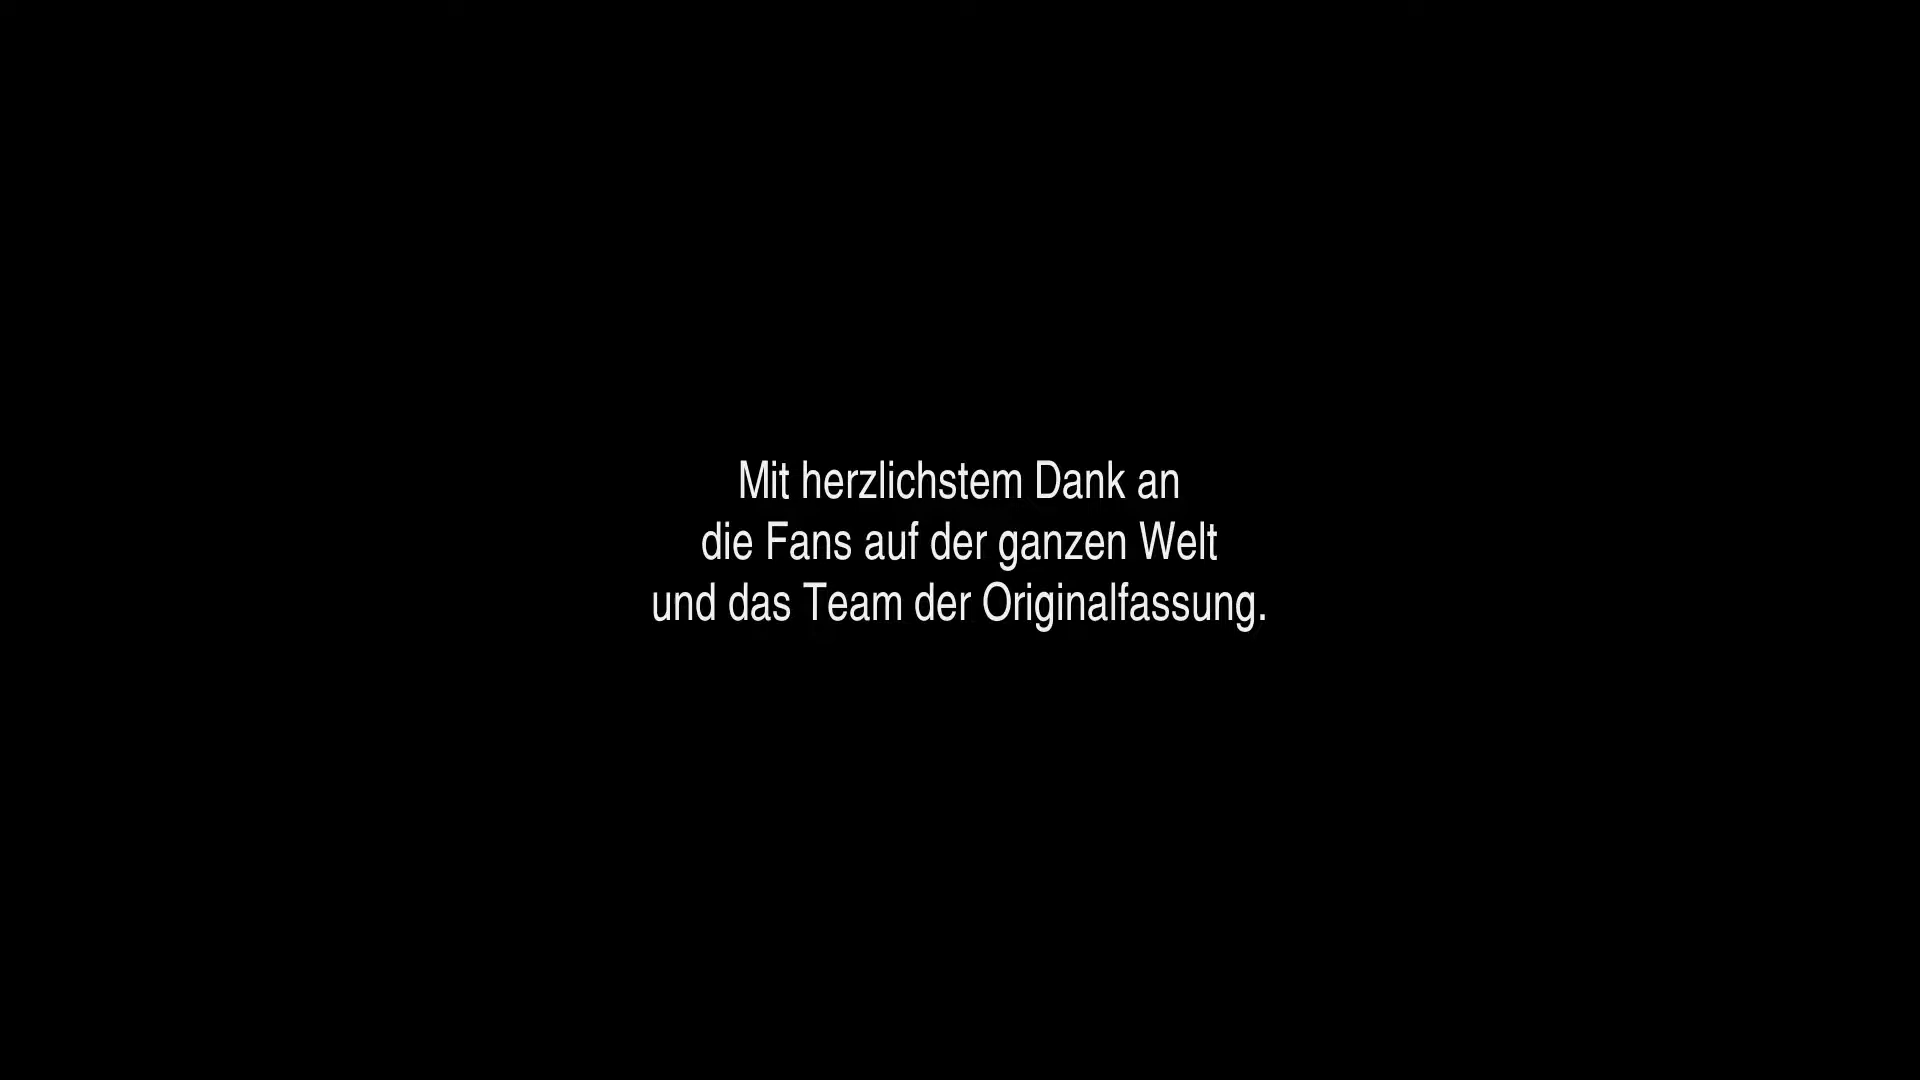 Mit herzlichstem Dank an
die Fans auf der ganzen Welt
und das Team der Originalfassung.